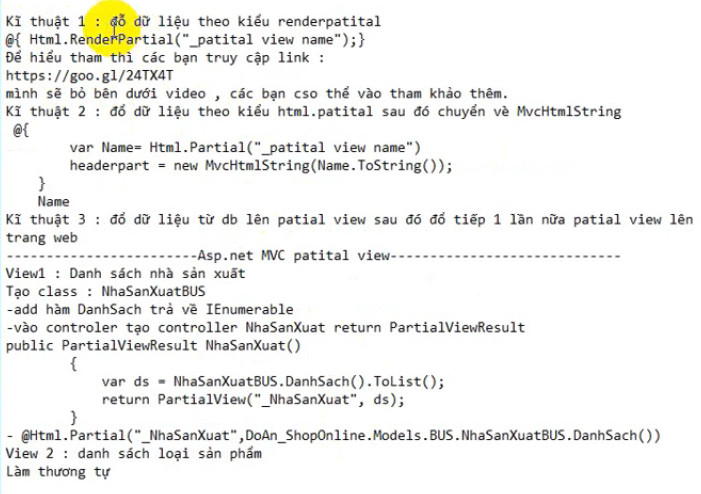 Kĩ thuật 1 : đỗ dữ liệu theo kiểu renderpatital
@{ Html.RenderPartial("_patital view name");}
Để hiểu tham thì các bạn truy cập link :
https://goo.gl/24TX4T
mình sẽ bỏ bên dưới video , các bạn cso thể vào tham khảo thêm.
Kĩ thuật 2 : đổ dữ liệu theo kiểu html.patital sau đó chuyển vè MvcHtmlString
@{
var Name= Html.Partial("_patital view name")
headerpart = new MvcHtmlString(Name.ToString());
}
Name
Kĩ thuật 3 : đổ dữ liệu từ db lên patial view sau đó đổ tiếp 1 lần nữa patial view lên
trang web
------------------------Asp.net MVC patital view-----------------------------
View1 : Danh sách nhà sản xuất
Tạo class : NhaSanXuatBUS
-add hàm DanhSach trả về IEnumerable
-vào controler tạo controller NhaSanXuat return PartialViewResult
public PartialViewResult NhaSanXuat()
{
var ds = NhaSanXuatBUS.DanhSach().ToList();
return PartialView("_NhaSanXuat", ds);
}
- @Html.Partial("_NhaSanXuat",DoAn_ShopOnline.Models.BUS.NhaSanXuatBUS.DanhSach())
View 2 : danh sách loại sản phẩm
Làm thương tự